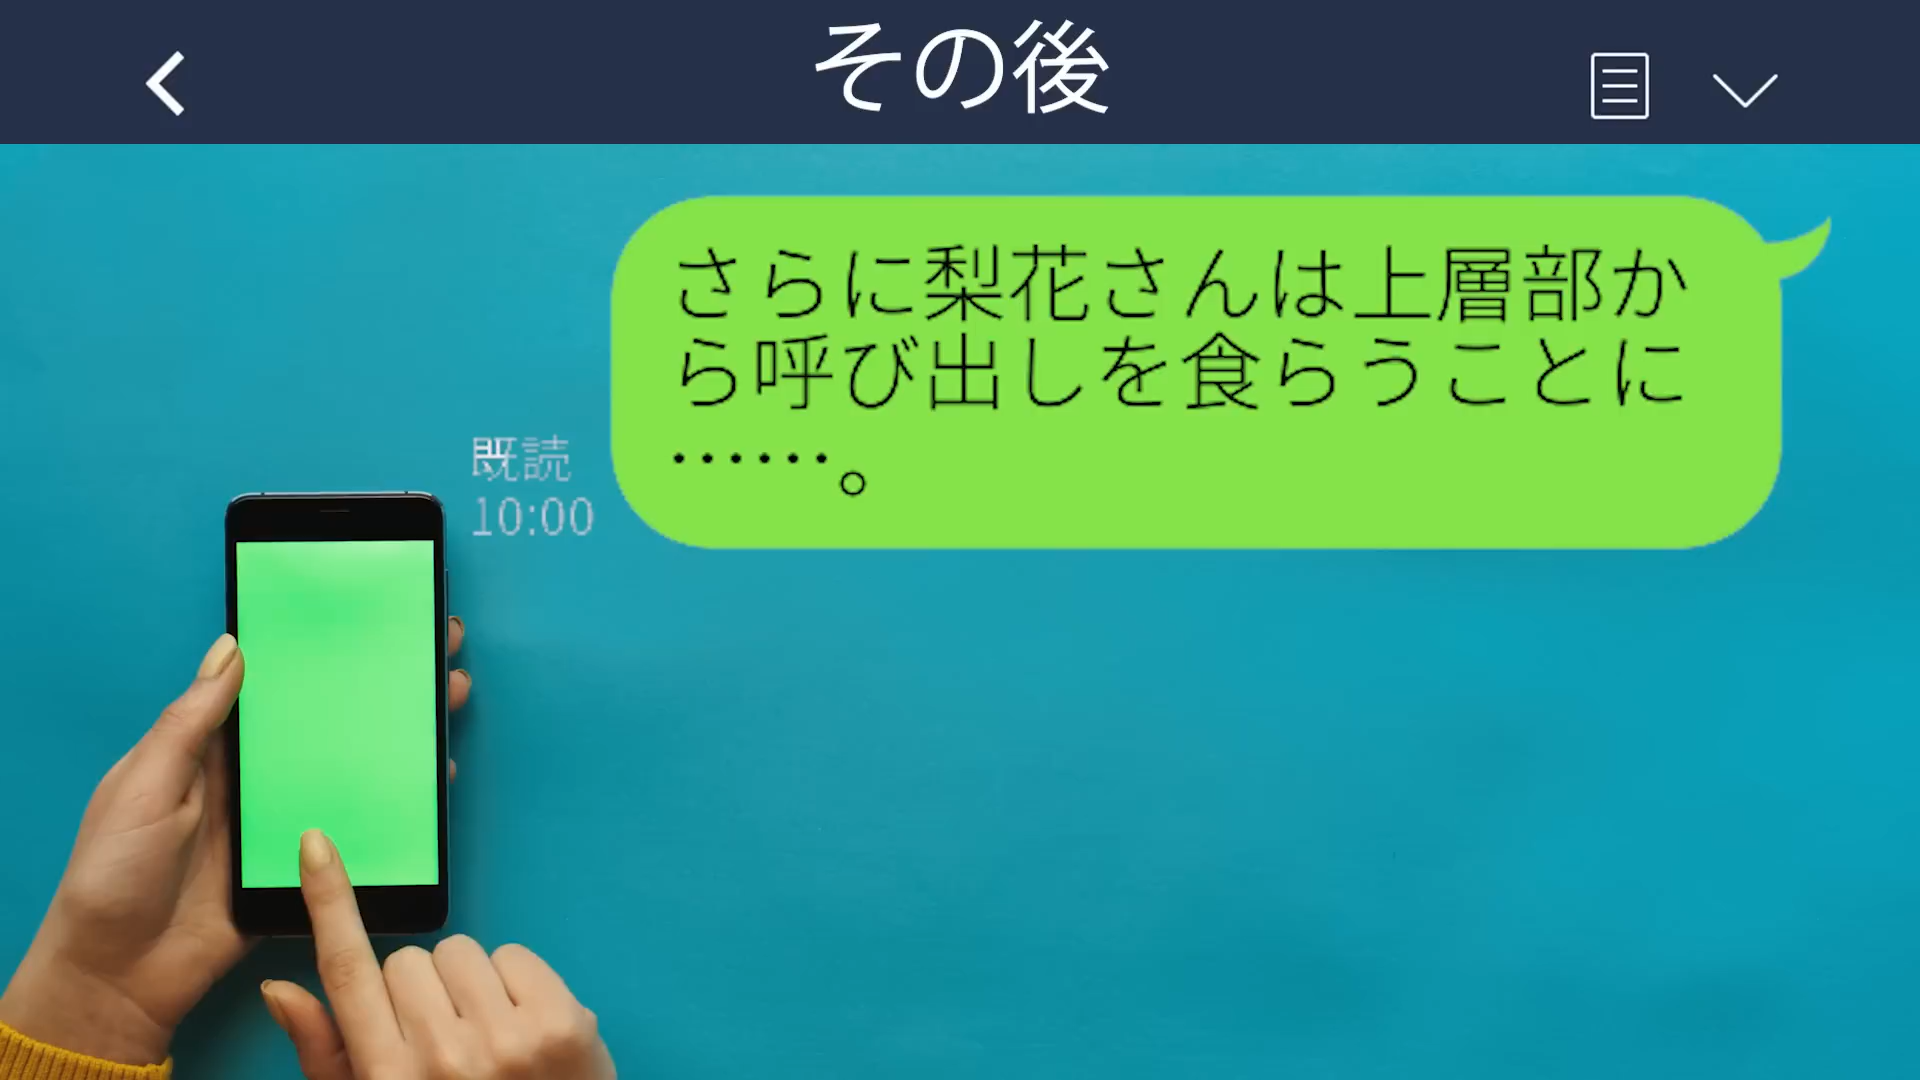 その後
さらに梨花さんは上層部か
ら呼び出しを食らうことに
……。
既読
10:00